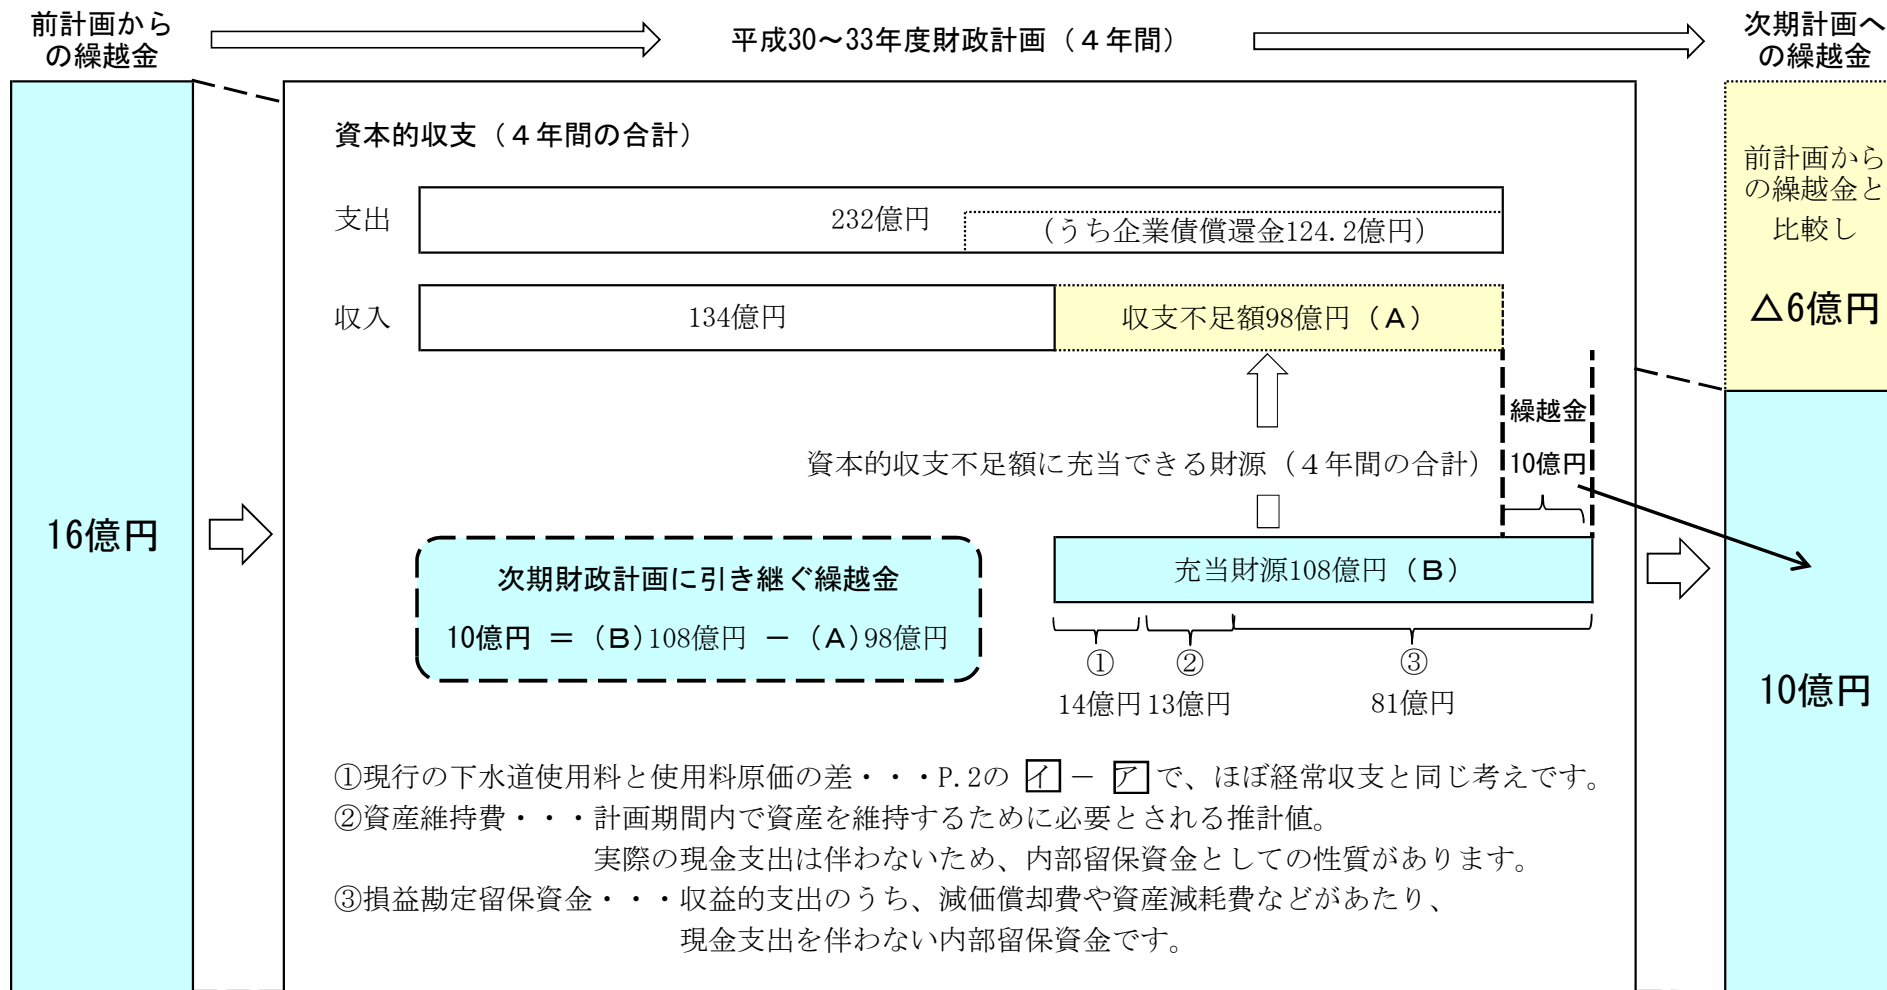 前計画から
の繰越金
平成30～33年度財政計画（４年間）
次期計画へ
の繰越金
16億円
資本的収支（４年間の合計）
支出
232億円
（うち企業債償還金124.2億円）
収入
134億円
収支不足額98億円（Ａ）
繰越金
10億円
資本的収支不足額に充当できる財源（４年間の合計）
次期財政計画に引き継ぐ繰越金
10億円 ＝（Ｂ）108億円 － （Ａ）98億円
充当財源108億円（Ｂ）
① ② ③
14億円 13億円 81億円
①現行の下水道使用料と使用料原価の差・・・P.2の イ － ア で、ほぼ経常収支と同じ考えです。
②資産維持費・・・計画期間内で資産を維持するために必要とされる推計値。
実際の現金支出は伴わないため、内部留保資金としての性質があります。
③損益勘定留保資金・・・収益的支出のうち、減価償却費や資産減耗費などがあたり、
現金支出を伴わない内部留保資金です。
前計画から
の繰越金と
比較し
△6億円
10億円